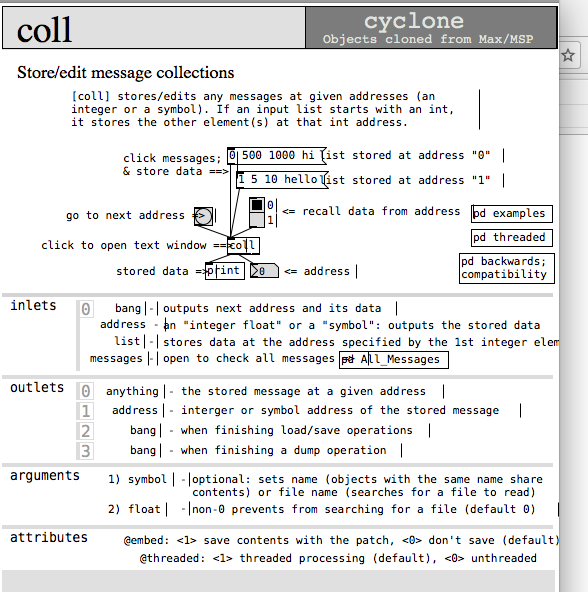 coll
cyclone
Objects cloned from Max/MSP
Store/edit message collections
[coll] stores/edits any messages at given addresses (an
integer or a symbol). If an input list starts with an int,
it stores the other element(s) at that int address.
click messages;
& store data ==>
0 500 1000 hi
list stored at address "0"
1 5 10 hello
list stored at address "1"
go to next address =>
0
1
<= recall data from address
pd examples
pd threaded
click to open text window ==>
coll
pd backwards;
compatibility
stored data =>
print
0
<= address
inlets
0
bang - outputs next address and its data
address - an "integer float" or a "symbol": outputs the stored data
list - stores data at the address specified by the 1st integer elem
messages - open to check all messages =>
pd All_Messages
outlets
0
anything - the stored message at a given address
1
address - interger or symbol address of the stored message
2
bang - when finishing load/save operations
3
bang - when finishing a dump operation
arguments
1) symbol - optional: sets name (objects with the same name share
contents) or file name (searches for a file to read)
2) float - non-0 prevents from searching for a file (default 0)
attributes
@embed: <1> save contents with the patch, <0> don't save (default)
@threaded: <1> threaded processing (default), <0> unthreaded